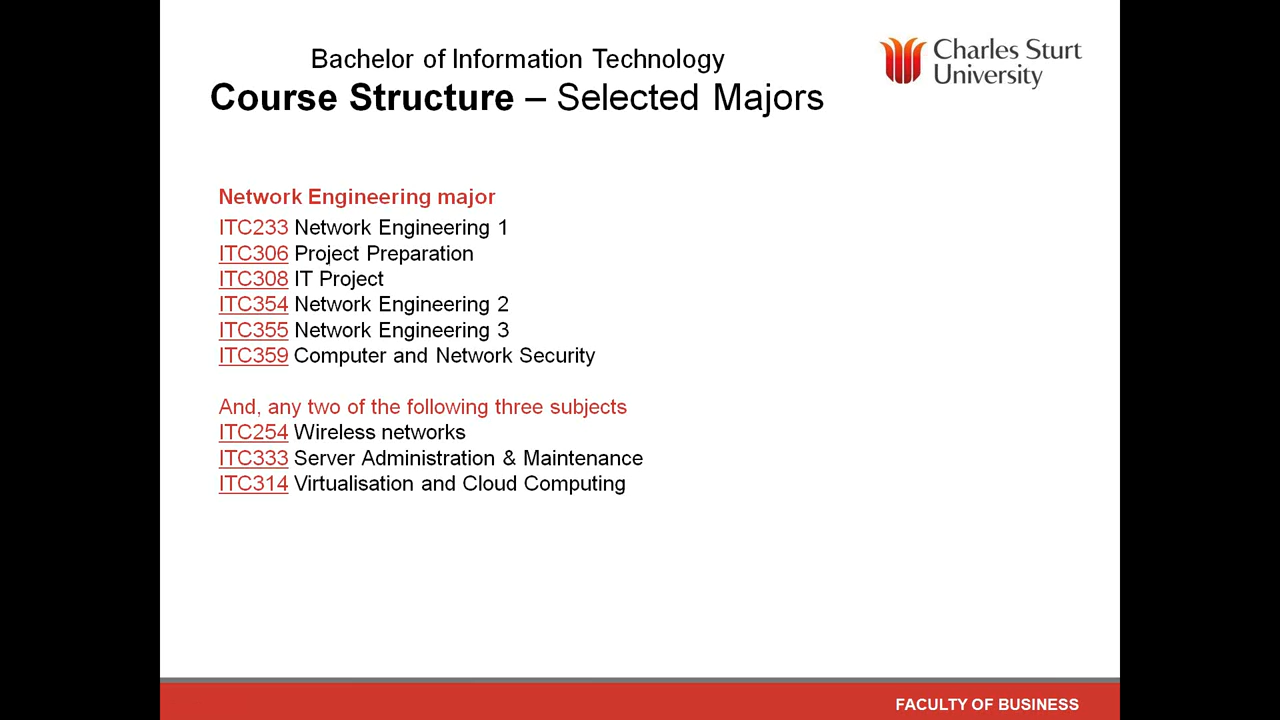 Bachelor of Information Technology
Course Structure – Selected Majors
Charles Sturt
University
Network Engineering major
ITC233 Network Engineering 1
ITC306 Project Preparation
ITC308 IT Project
ITC354 Network Engineering 2
ITC355 Network Engineering 3
ITC359 Computer and Network Security
And, any two of the following three subjects
ITC254 Wireless networks
ITC333 Server Administration & Maintenance
ITC314 Virtualisation and Cloud Computing
FACULTY OF BUSINESS